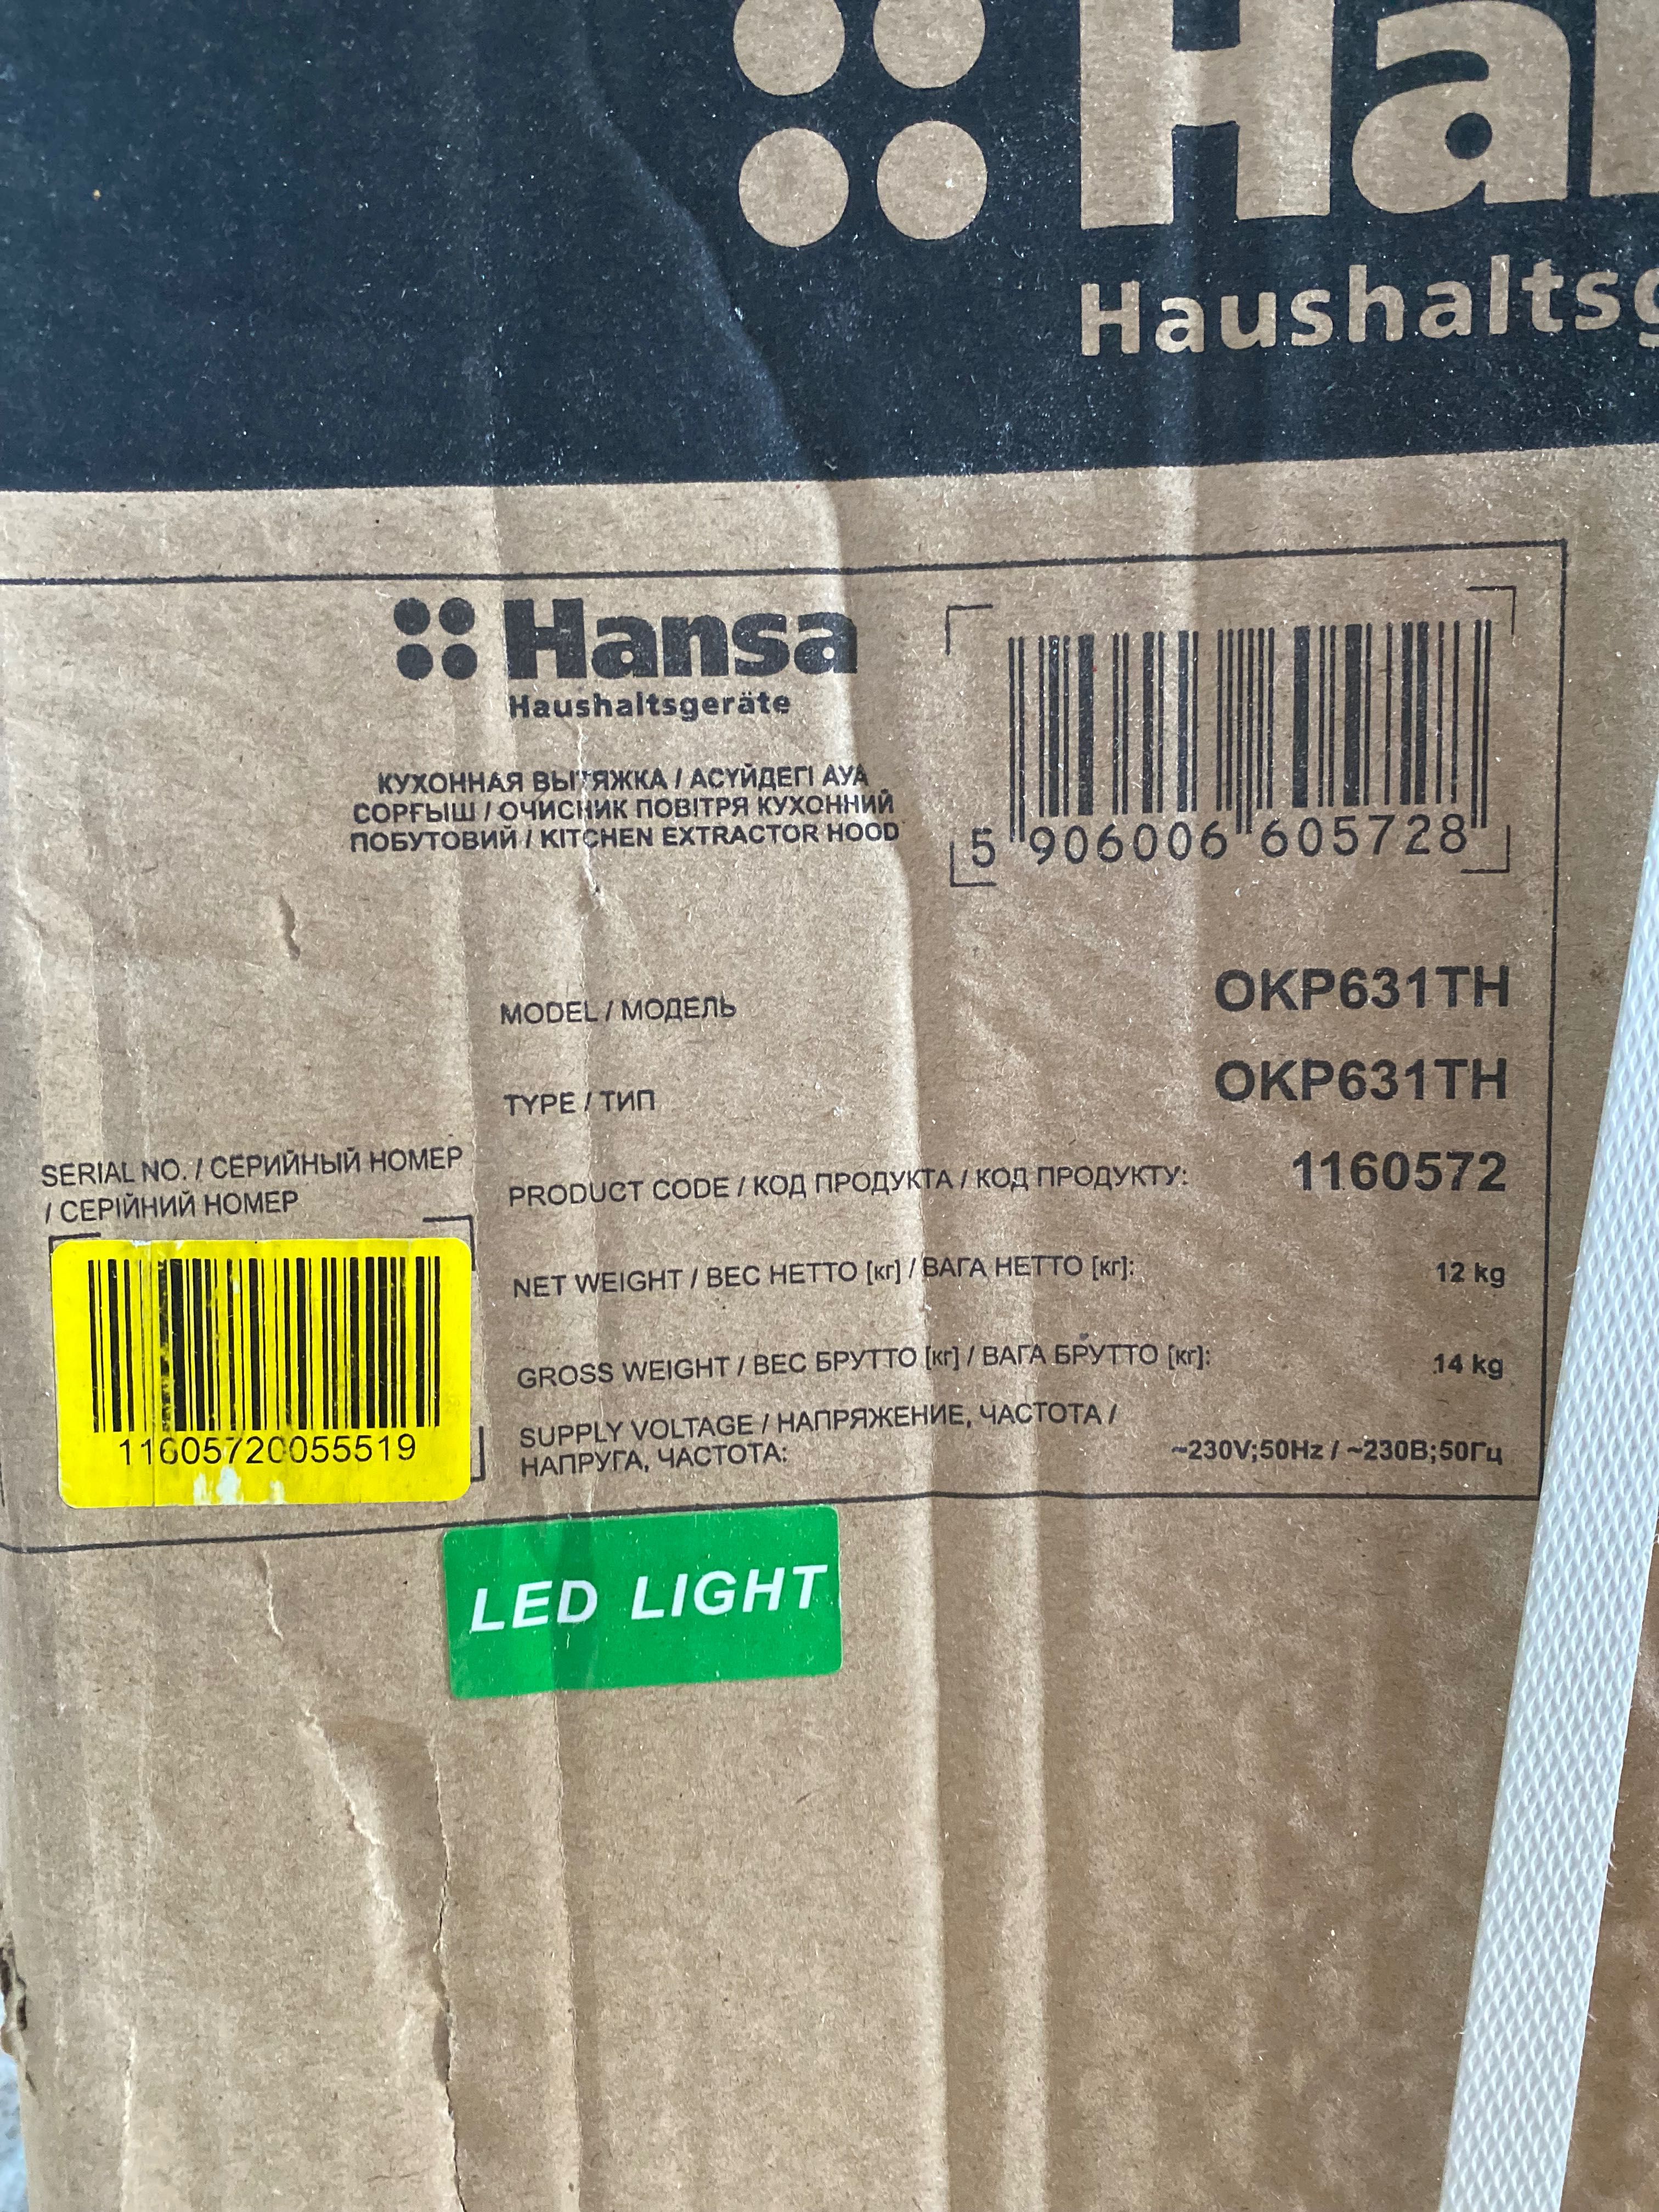 Ha
Haushaltsg
Hansa
Haushaltsgeräte
КУХОННАЯ ВЫТЯЖКА / АСҮЙДЕГІ АУА
СОРҒЫШ / ОЧИСНИК ПОВІТРЯ КУХОННИЙ
ПОБУТОВИЙ / KITCHEN EXTRACTOR HOOD
5 906006 605728
MODEL / МОДЕЛЬ OKP631TH
TYPE / ТИП OKP631TH
SERIAL NO. / СЕРИЙНЫЙ НОМЕР
/ СЕРІЙНИЙ НОМЕР
PRODUCT CODE / КОД ПРОДУКТА / КОД ПРОДУКТУ: 1160572
NET WEIGHT / ВЕС НЕТТО [кг] / ВАГА НЕТТО [кг]: 12 kg
GROSS WEIGHT / ВЕС БРУТТО [кг] / ВАГА БРУТТО [кг]: 14 kg
SUPPLY VOLTAGE / НАПРЯЖЕНИЕ, ЧАСТОТА /
НАПРУГА, ЧАСТОТА: ~230V;50Hz / ~230В;50Гц
11605720055519
LED LIGHT